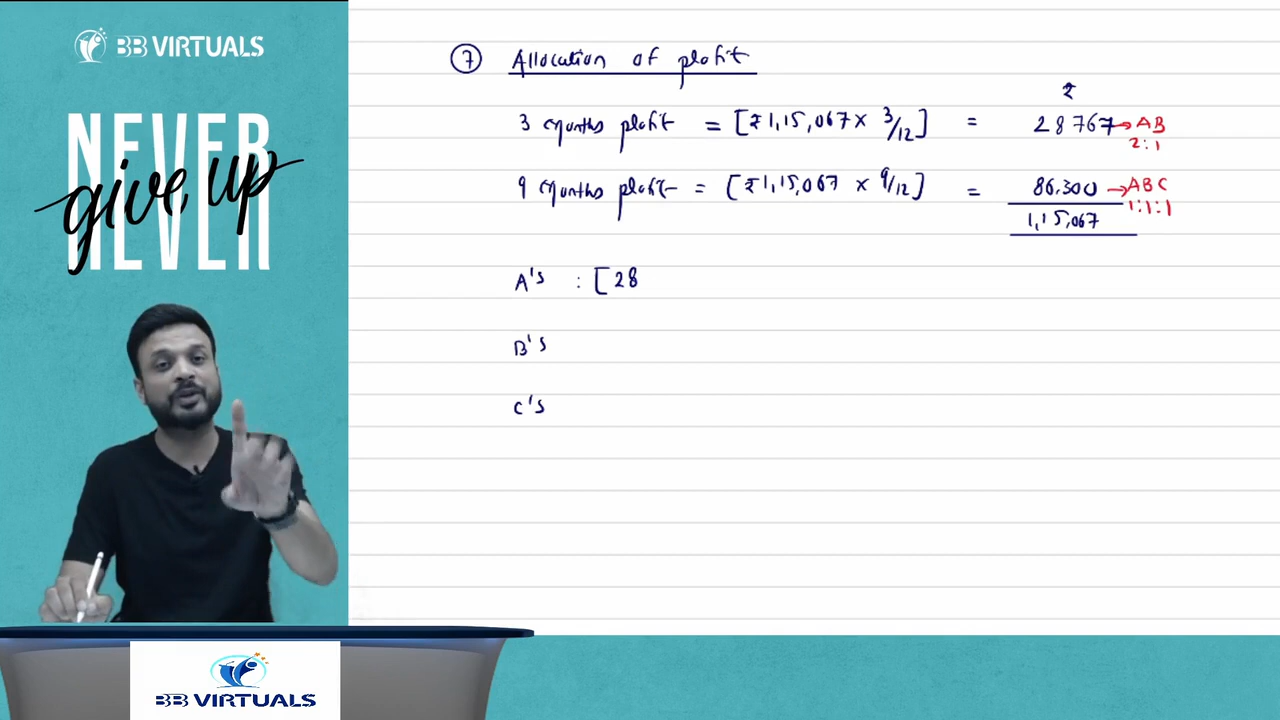 BB VIRTUALS
NEVER
give up
NEVER
7 Allocation of profit
₹
3 months profit = [₹1,15,067 × 3/12] = 28767 → AB
2:1
9 months profit = [₹1,15,067 × 9/12] = 86,300 → ABC
1:1:1
1,15,067
A's : [28
B's
C's
BB VIRTUALS